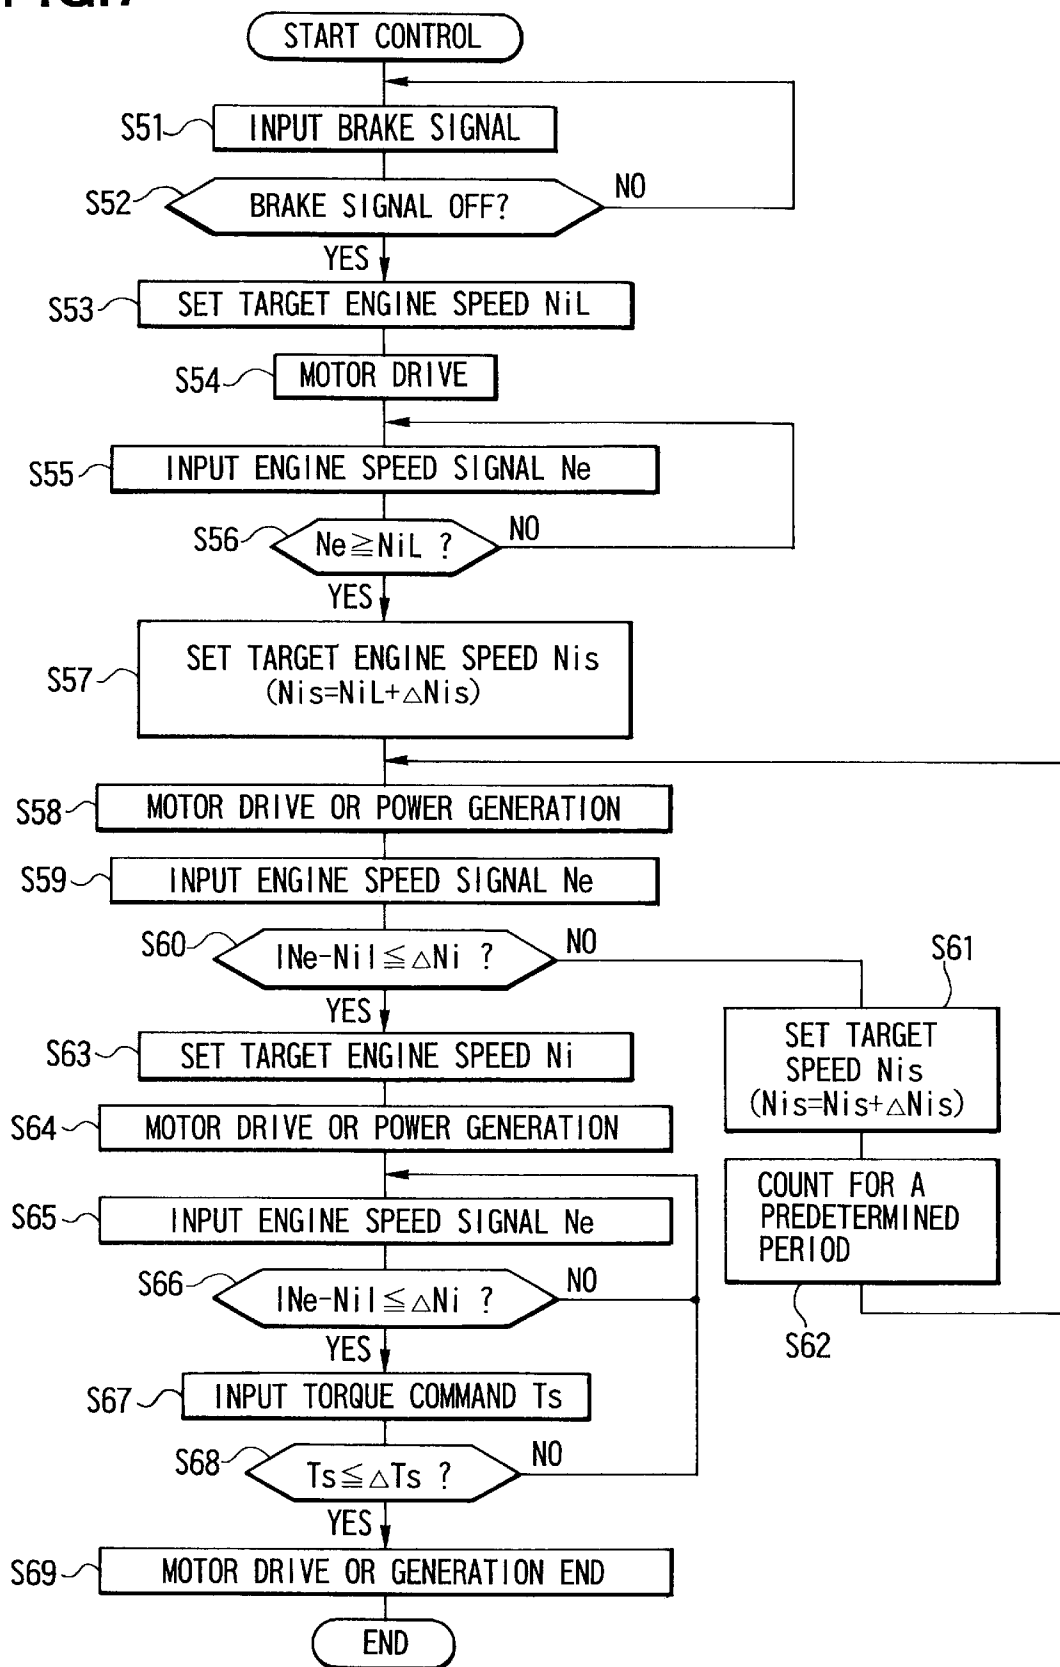 START CONTROL
S51
INPUT BRAKE SIGNAL
S52
BRAKE SIGNAL OFF?
NO
YES
S53
SET TARGET ENGINE SPEED NiL
S54
MOTOR DRIVE
S55
INPUT ENGINE SPEED SIGNAL Ne
S56
Ne≧NiL ?
NO
YES
S57
SET TARGET ENGINE SPEED Nis
(Nis=NiL+△Nis)
S58
MOTOR DRIVE OR POWER GENERATION
S59
INPUT ENGINE SPEED SIGNAL Ne
S60
|Ne-Ni|≦△Ni ?
NO
YES
S61
SET TARGET
SPEED Nis
(Nis=Nis+△Nis)
S63
SET TARGET ENGINE SPEED Ni
S64
MOTOR DRIVE OR POWER GENERATION
COUNT FOR A
PREDETERMINED
PERIOD
S62
S65
INPUT ENGINE SPEED SIGNAL Ne
S66
|Ne-Ni|≦△Ni ?
NO
YES
S67
INPUT TORQUE COMMAND Ts
S68
Ts≦△Ts ?
NO
YES
S69
MOTOR DRIVE OR GENERATION END
END